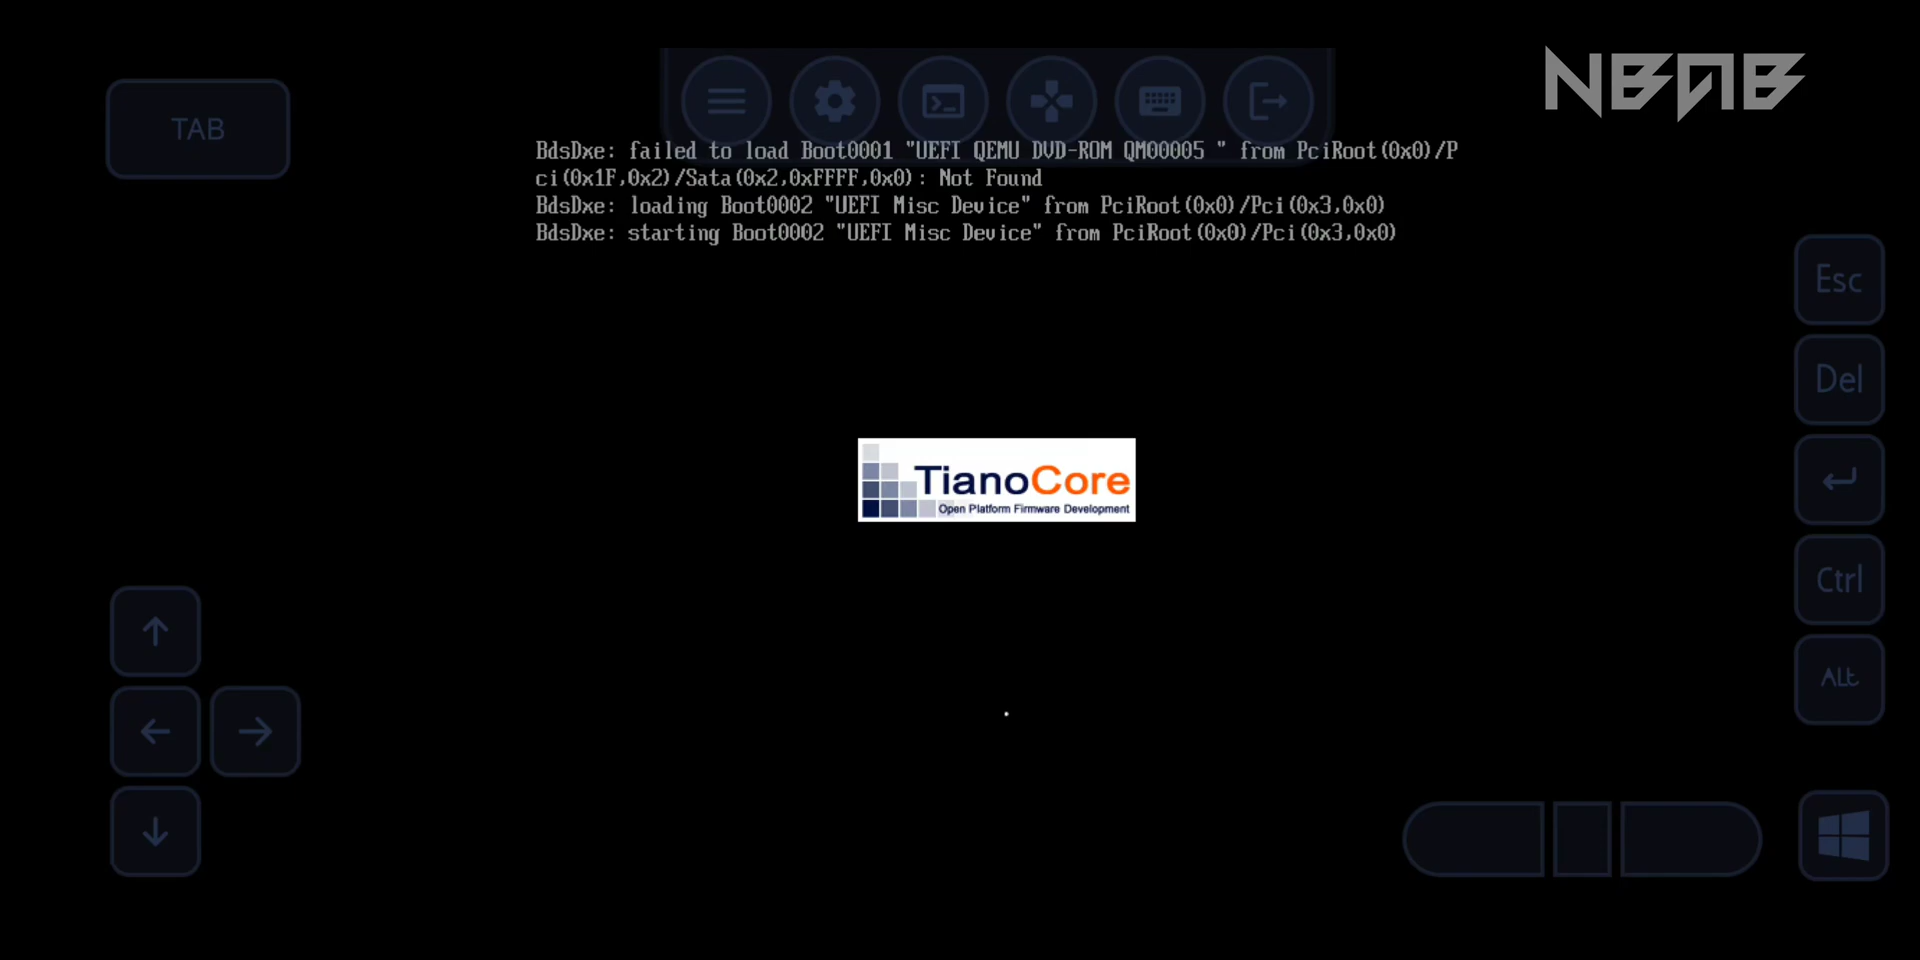 NBAB
TAB
BdsDxe: failed to load Boot0001 "UEFI QEMU DVD-ROM QM00005 " from PciRoot(0x0)/P
ci(0x1F,0x2)/Sata(0x2,0xFFFF,0x0): Not Found
BdsDxe: loading Boot0002 "UEFI Misc Device" from PciRoot(0x0)/Pci(0x3,0x0)
BdsDxe: starting Boot0002 "UEFI Misc Device" from PciRoot(0x0)/Pci(0x3,0x0)
Esc
Del
TianoCore
Open Platform Firmware Development
Ctrl
ALt